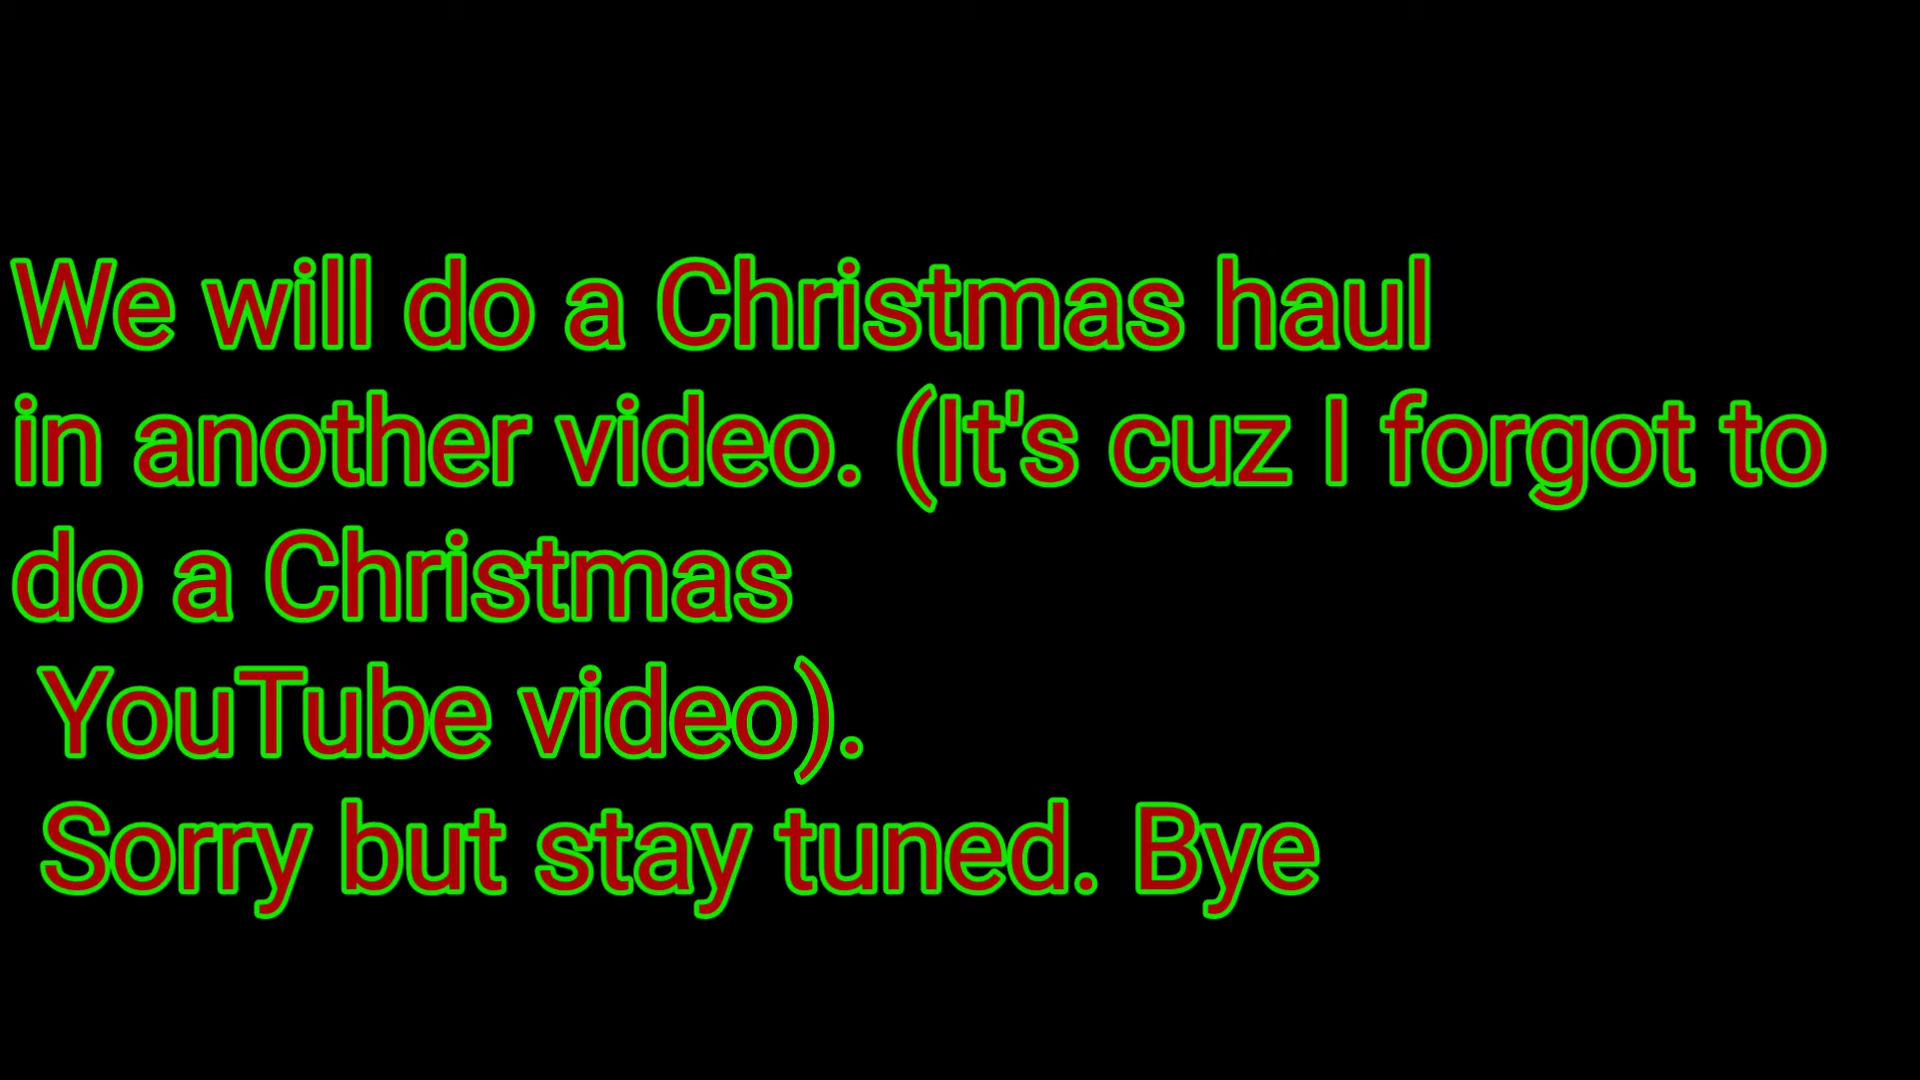 We will do a Christmas haul
in another video. (It's cuz I forgot to
do a Christmas
YouTube video).
Sorry but stay tuned. Bye